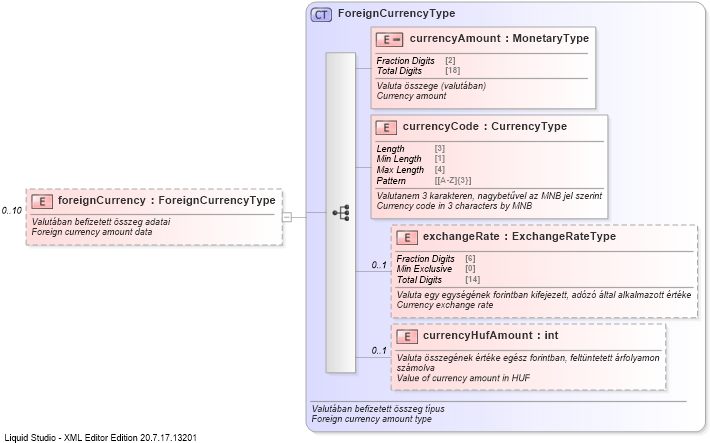 CT ForeignCurrencyType
E currencyAmount : MonetaryType
Fraction Digits [2]
Total Digits [18]
Valuta összege (valutában)
Currency amount
E currencyCode : CurrencyType
Length [3]
Min Length [1]
Max Length [4]
Pattern [[A-Z]{3}]
Valutanem 3 karakteren, nagybetűvel az MNB jel szerint
Currency code in 3 characters by MNB
0..10
E foreignCurrency : ForeignCurrencyType
Valutában befizetett összeg adatai
Foreign currency amount data
0..1
E exchangeRate : ExchangeRateType
Fraction Digits [6]
Min Exclusive [0]
Total Digits [14]
Valuta egy egységének forintban kifejezett, adózó által alkalmazott értéke
Currency exchange rate
0..1
E currencyHufAmount : int
Valuta összegének értéke egész forintban, feltüntetett árfolyamon
számolva
Value of currency amount in HUF
Valutában befizetett összeg típus
Foreign currency amount type
Liquid Studio - XML Editor Edition 20.7.17.13201